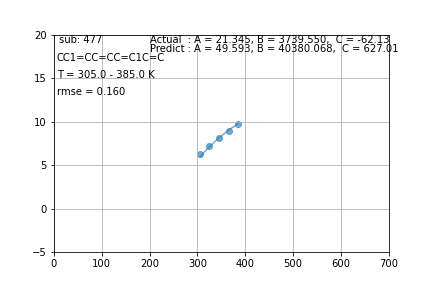 sub: 477
Actual : A = 21.345, B = 3739.550, C = -62.13
Predict : A = 49.593, B = 40380.068, C = 627.01
CC1=CC=CC=C1C=C
T = 305.0 - 385.0 K
rmse = 0.160
20
15
10
5
0
−5
0 100 200 300 400 500 600 700